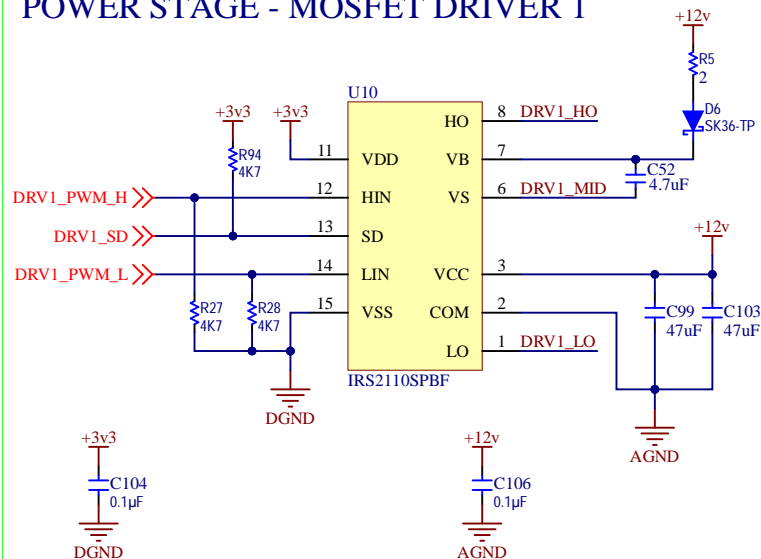 POWER STAGE - MOSFET DRIVER 1
+12v
R5
2
D6
SK36-TP
U10
+3v3 +3v3
R94
4K7
HO 8 DRV1_HO
11 VDD VB 7
C52
4.7uF
DRV1_PWM_H 12 HIN VS 6 DRV1_MID
DRV1_SD 13 SD
+12v
DRV1_PWM_L 14 LIN VCC 3
R27
4K7
R28
4K7
15 VSS COM 2
C99
47uF
C103
47uF
LO 1 DRV1_LO
IRS2110SPBF
DGND
AGND
+3v3
C104
0.1µF
DGND
+12v
C106
0.1µF
AGND